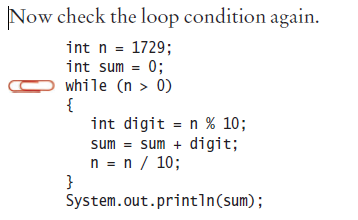 Now check the loop condition again.
int n = 1729;
int sum = 0;
while (n > 0)
{
int digit = n % 10;
sum = sum + digit;
n = n / 10;
}
System.out.println(sum);